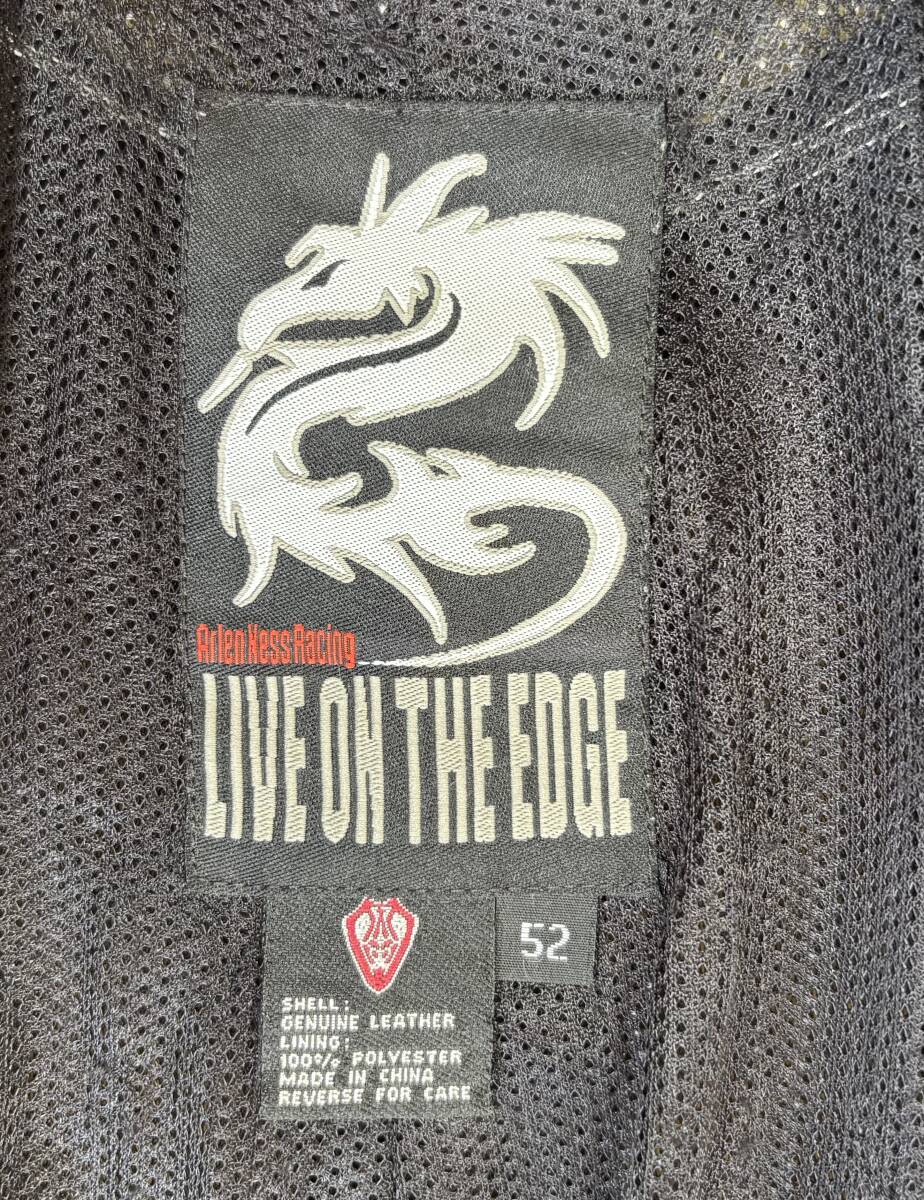 Arlen Ness Racing
LIVE ON THE EDGE
52
SHELL:
GENUINE LEATHER
LINING:
100% POLYESTER
MADE IN CHINA
REVERSE FOR CARE